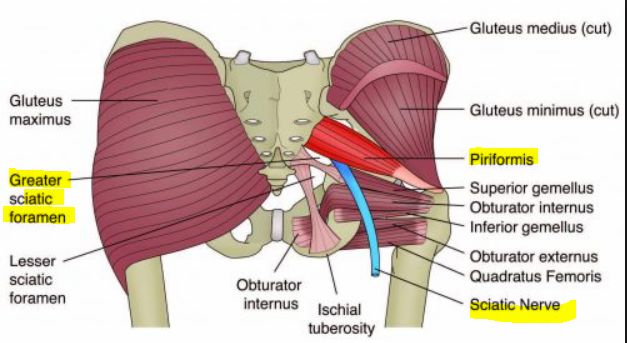 Gluteus
maximus
Greater
sciatic
foramen
Lesser
sciatic
foramen
Obturator
internus
Ischial
tuberosity
Gluteus medius (cut)
Gluteus minimus (cut)
Piriformis
Superior gemellus
Obturator internus
Inferior gemellus
Obturator externus
Quadratus Femoris
Sciatic Nerve